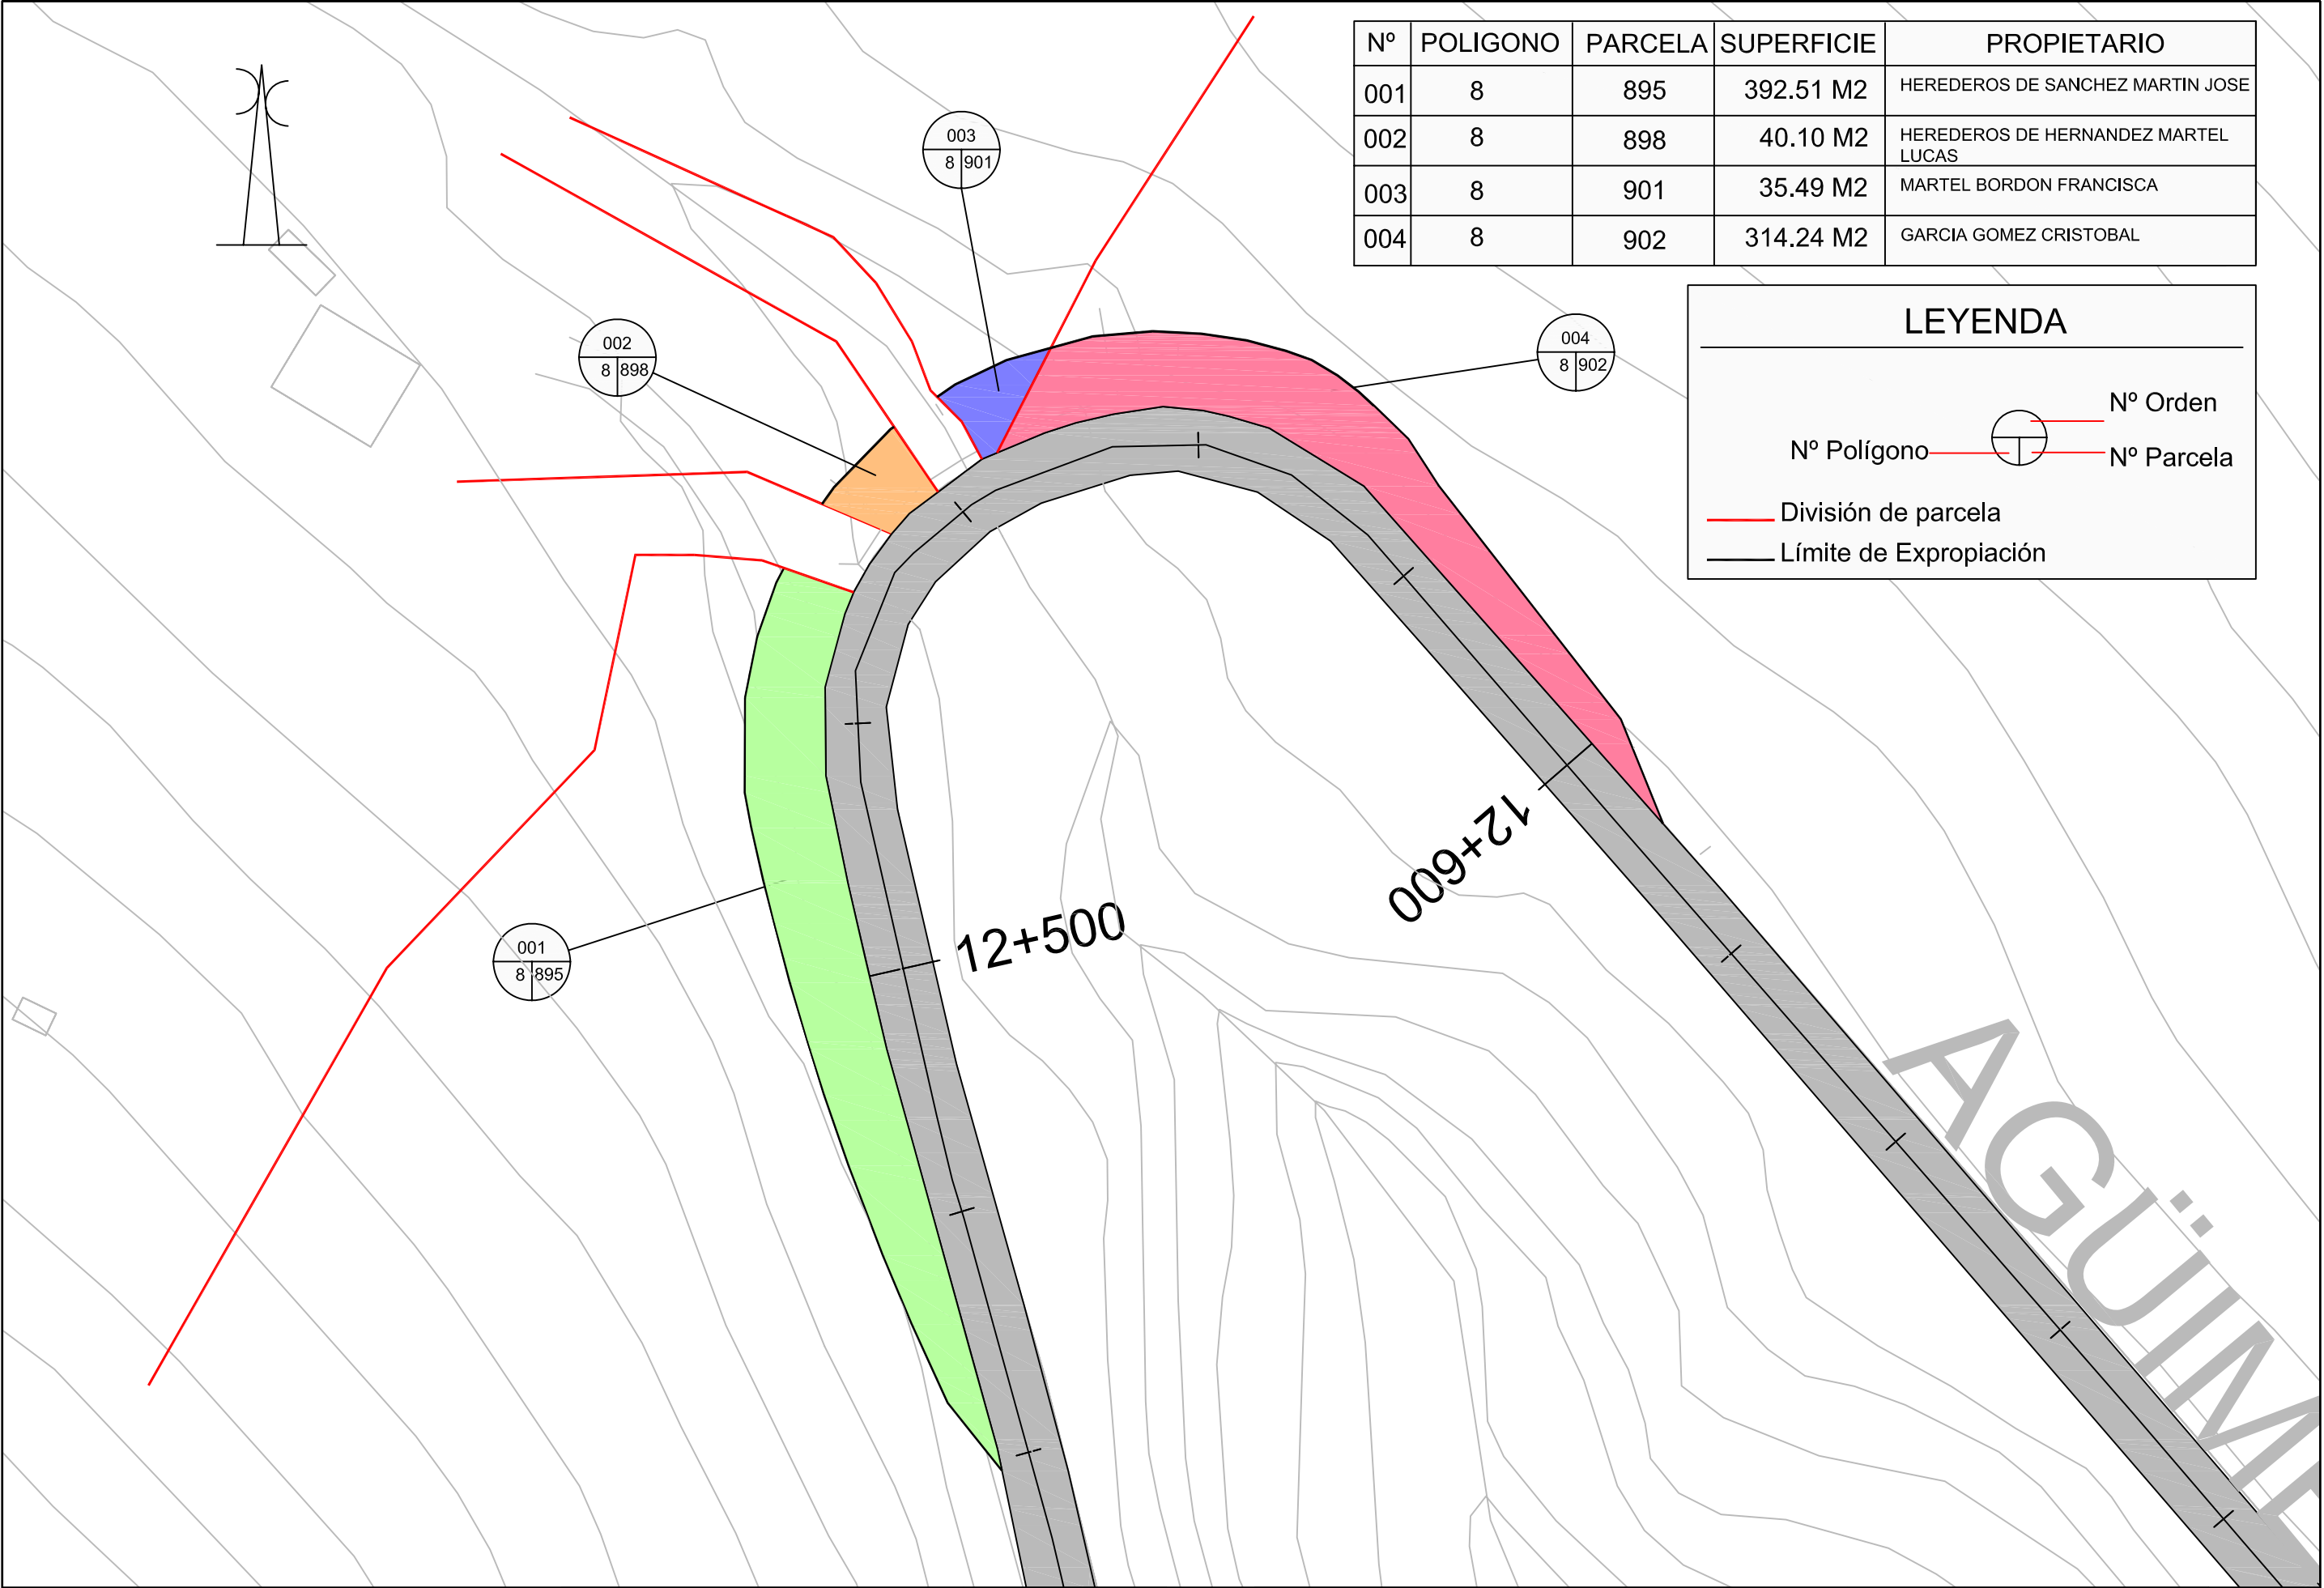 Nº POLIGONO PARCELA SUPERFICIE PROPIETARIO
001 8 895 392.51 M2 HEREDEROS DE SANCHEZ MARTIN JOSE
002 8 898 40.10 M2 HEREDEROS DE HERNANDEZ MARTEL
LUCAS
003 8 901 35.49 M2 MARTEL BORDON FRANCISCA
004 8 902 314.24 M2 GARCIA GOMEZ CRISTOBAL
LEYENDA
Nº Orden
Nº Polígono
Nº Parcela
División de parcela
Límite de Expropiación
003
8 901
002
8 898
004
8 902
001
8 895
12+500
12+600
AGÜIM